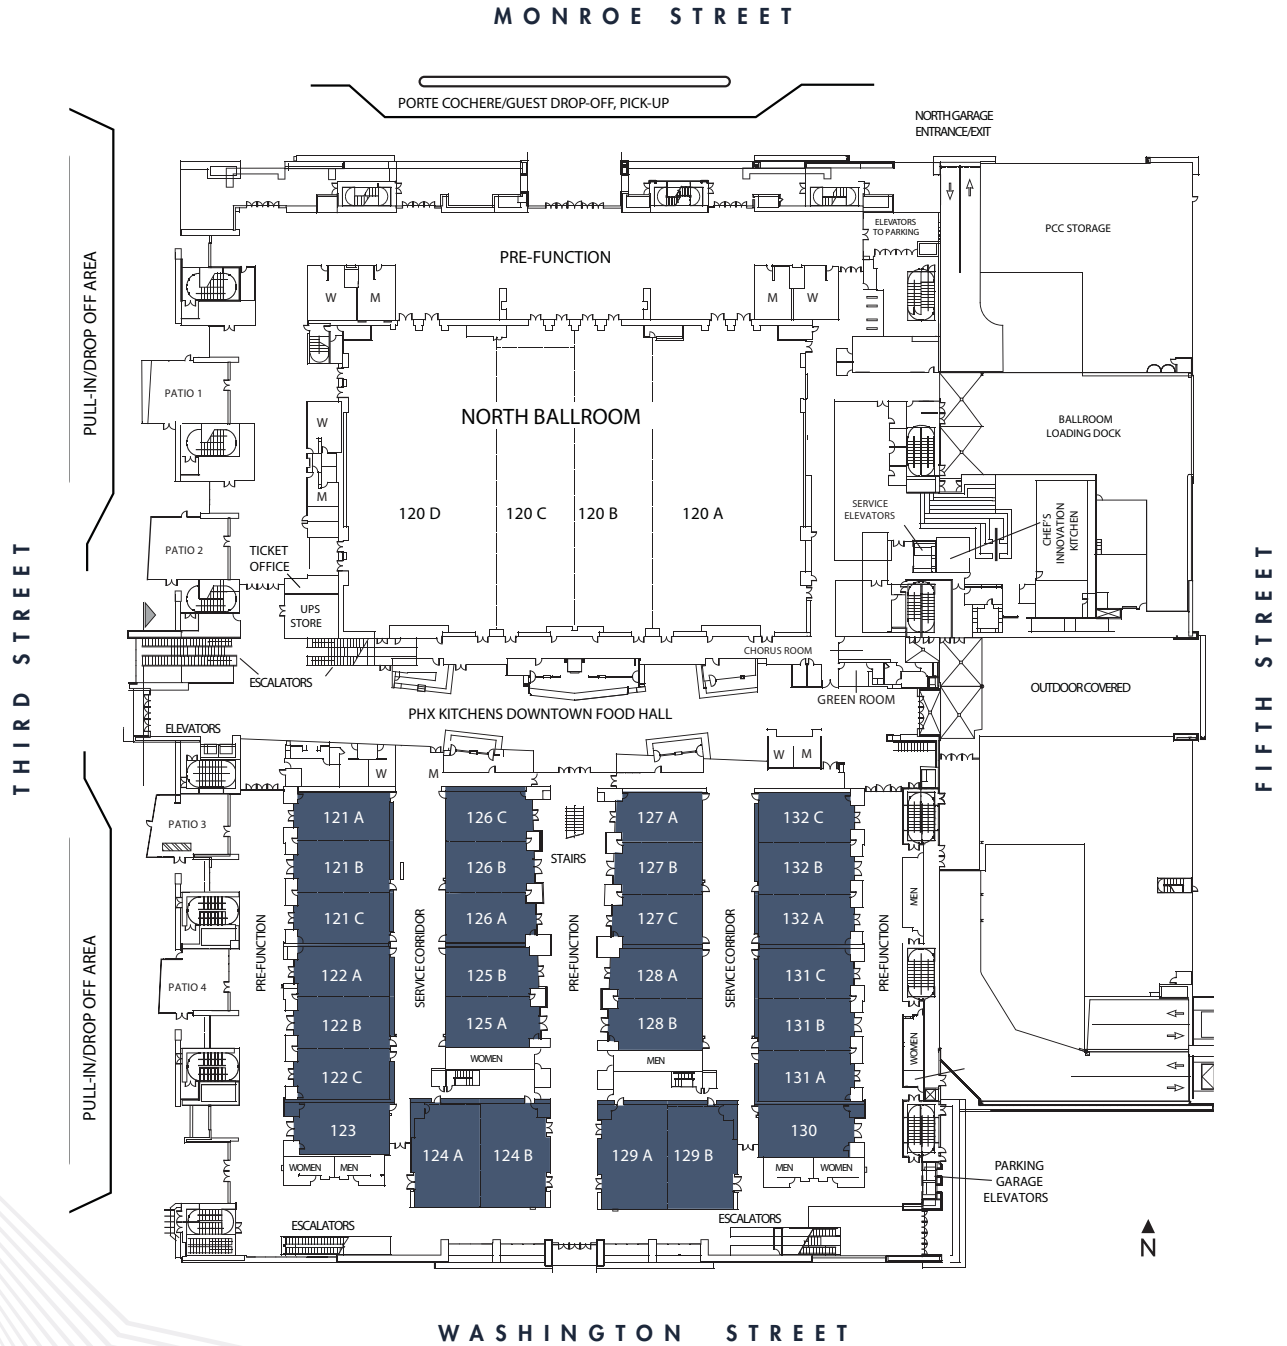 MONROE STREET
PORTE COCHERE/GUEST DROP-OFF, PICK-UP
NORTH GARAGE
ENTRANCE/EXIT
ELEVATORS
TO PARKING
PCC STORAGE
PRE-FUNCTION
W
M
M
W
PULL-IN/DROP OFF AREA
PATIO 1
W
M
NORTH BALLROOM
BALLROOM
LOADING DOCK
120 D
120 C
120 B
120 A
SERVICE
ELEVATORS
CHEF'S
INNOVATION
KITCHEN
PATIO 2
TICKET
OFFICE
UPS
STORE
THIRD STREET
FIFTH STREET
CHORUS ROOM
ESCALATORS
GREEN ROOM
OUTDOOR COVERED
PHX KITCHENS DOWNTOWN FOOD HALL
ELEVATORS
W
M
W
M
PATIO 3
121 A
126 C
127 A
132 C
STAIRS
121 B
126 B
127 B
132 B
MEN
121 C
126 A
127 C
132 A
PRE-FUNCTION
SERVICE CORRIDOR
PRE-FUNCTION
SERVICE CORRIDOR
PRE-FUNCTION
PULL-IN/DROP OFF AREA
PATIO 4
122 A
125 B
128 A
131 C
122 B
125 A
128 B
131 B
WOMEN
WOMEN
MEN
122 C
131 A
123
130
124 A
124 B
129 A
129 B
WOMEN
MEN
MEN
WOMEN
PARKING
GARAGE
ELEVATORS
ESCALATORS
ESCALATORS
N
WASHINGTON STREET